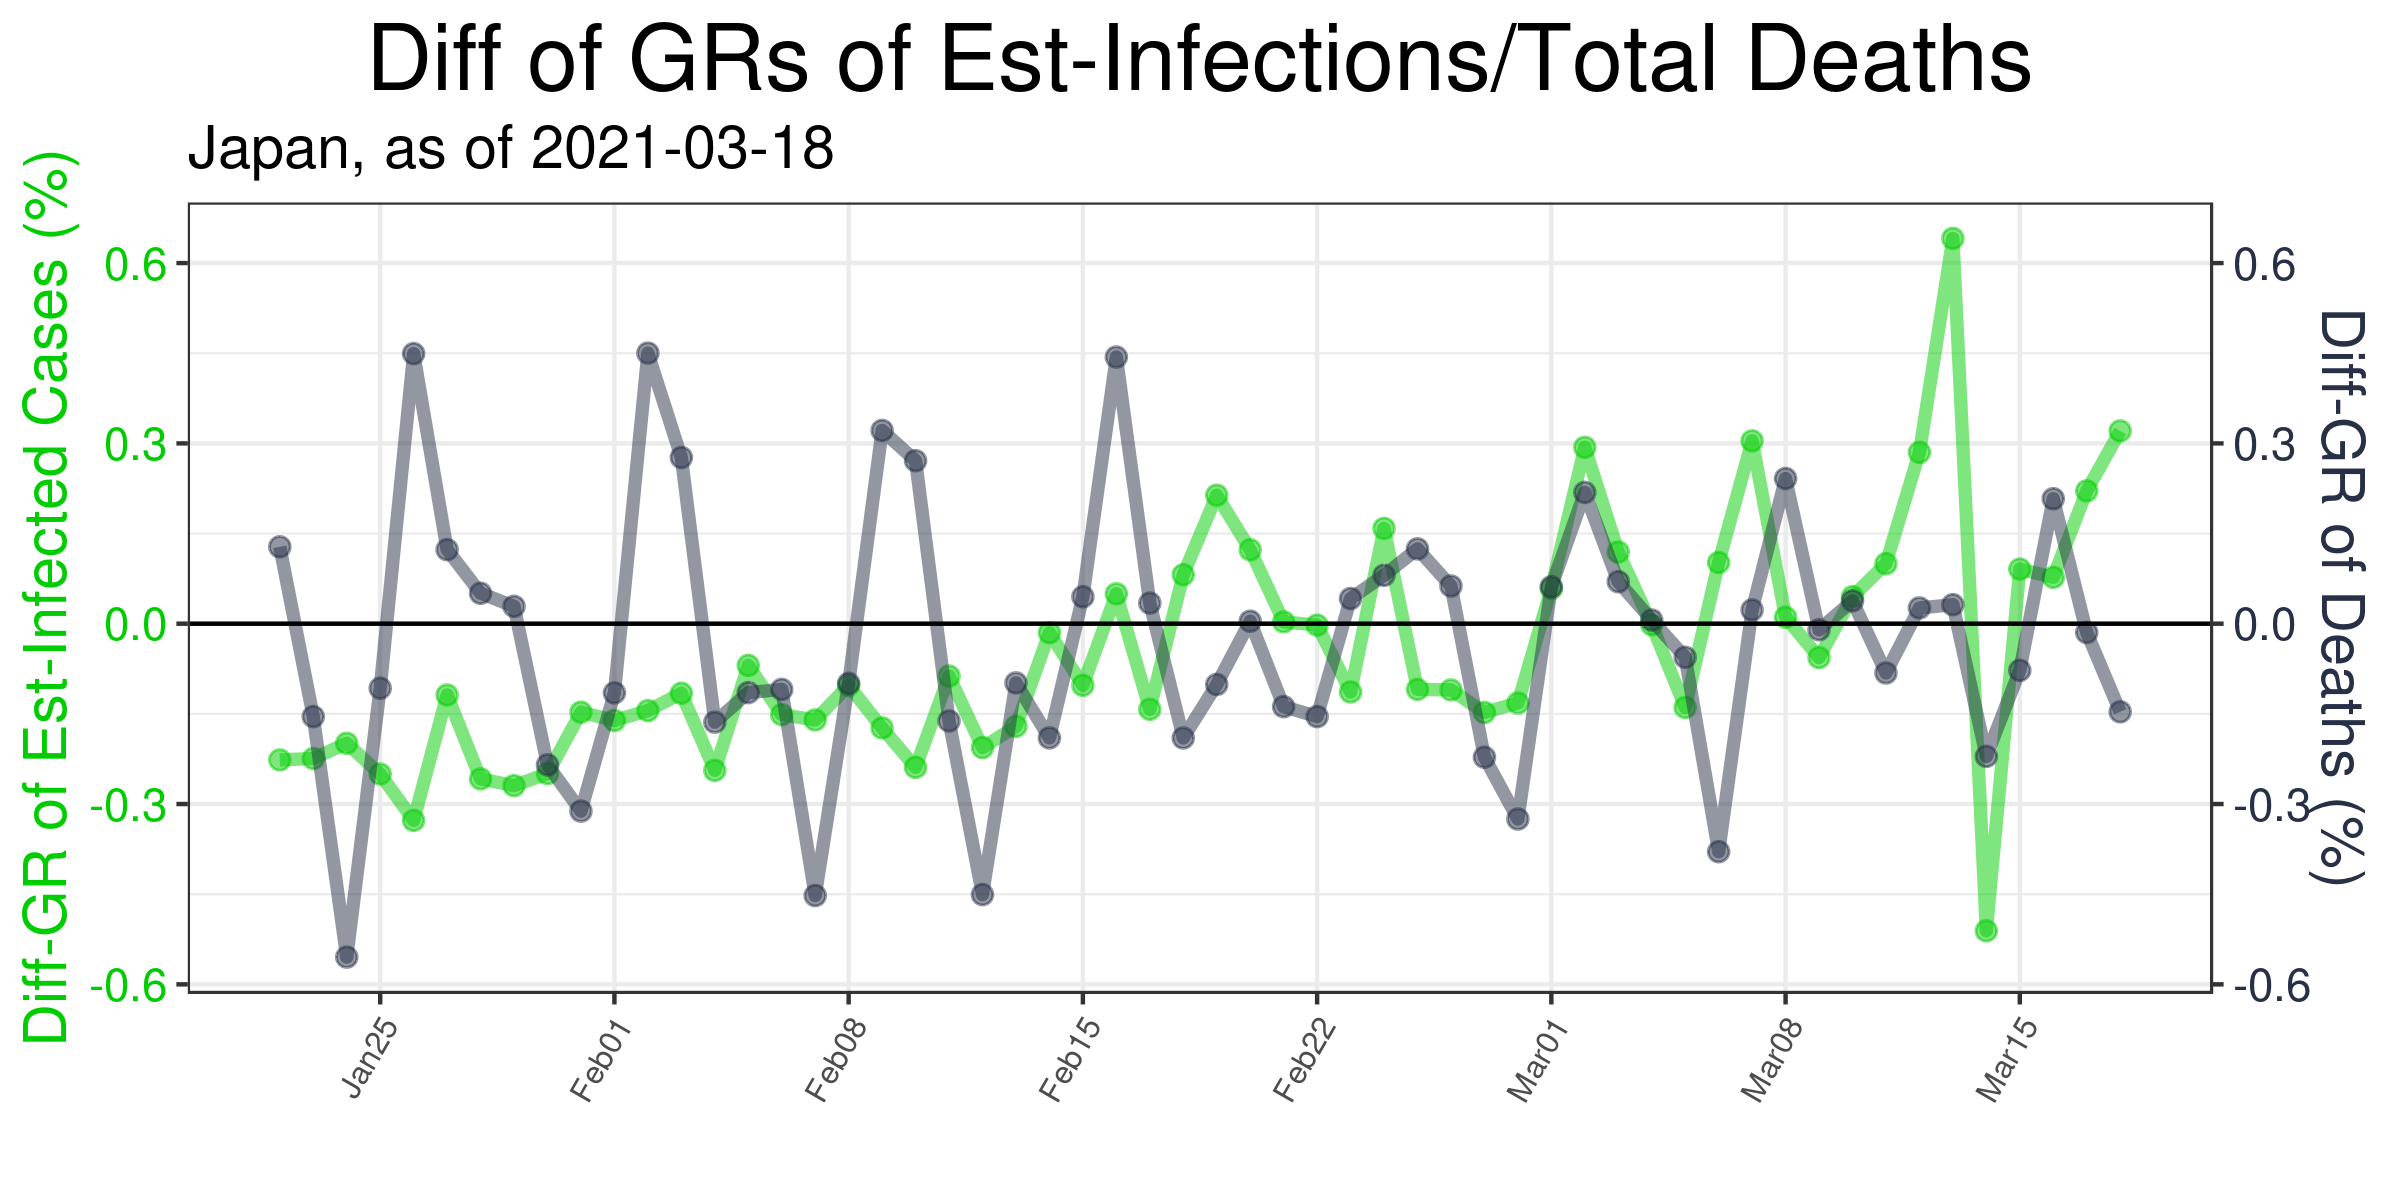 Diff of GRs of Est-Infections/Total Deaths
Japan, as of 2021-03-18
Diff-GR of Est-Infected Cases (%)
0.6
0.3
0.0
-0.3
-0.6
0.6
0.3
0.0
-0.3
-0.6
Diff-GR of Deaths (%)
Jan25
Feb01
Feb08
Feb15
Feb22
Mar01
Mar08
Mar15